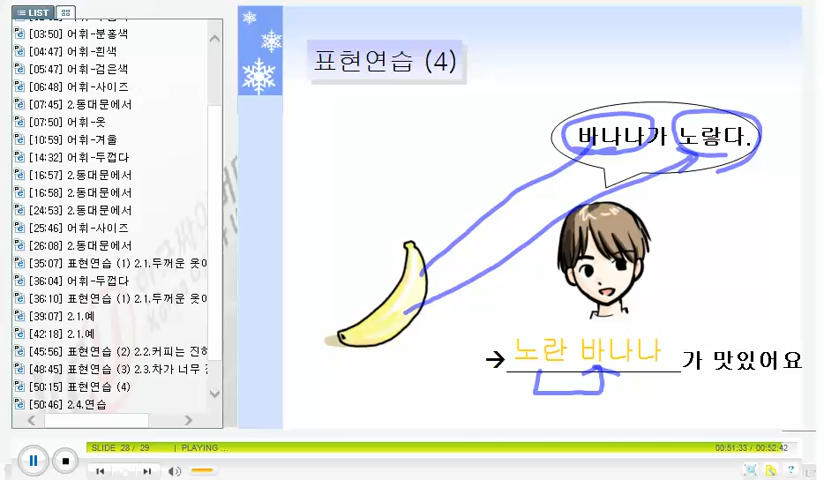 LIST
[03:50] 어휘-분홍색
[04:47] 어휘-흰색
[05:47] 어휘-검은색
[06:48] 어휘-사이즈
[07:45] 2.동대문에서
[07:50] 어휘-옷
[10:59] 어휘-겨울
[14:32] 어휘-두껍다
[16:57] 2.동대문에서
[16:58] 2.동대문에서
[24:53] 2.동대문에서
[25:46] 어휘-사이즈
[26:08] 2.동대문에서
[35:07] 표현연습 (1) 2.1.두꺼운 옷이
[36:04] 어휘-두껍다
[36:10] 표현연습 (1) 2.1.두꺼운 옷이
[39:07] 2.1.예
[42:18] 2.1.예
[45:56] 표현연습 (2) 2.2.커피는 진하
[48:45] 표현연습 (3) 2.3.차가 너무
[50:15] 표현연습 (4)
[50:46] 2.4.연습
표현연습 (4)
바나나가 노랗다.
→ 노란 바나나 가 맛있어요
SLIDE 28 / 29 | PLAYING ...
00:51:33 / 00:52:42